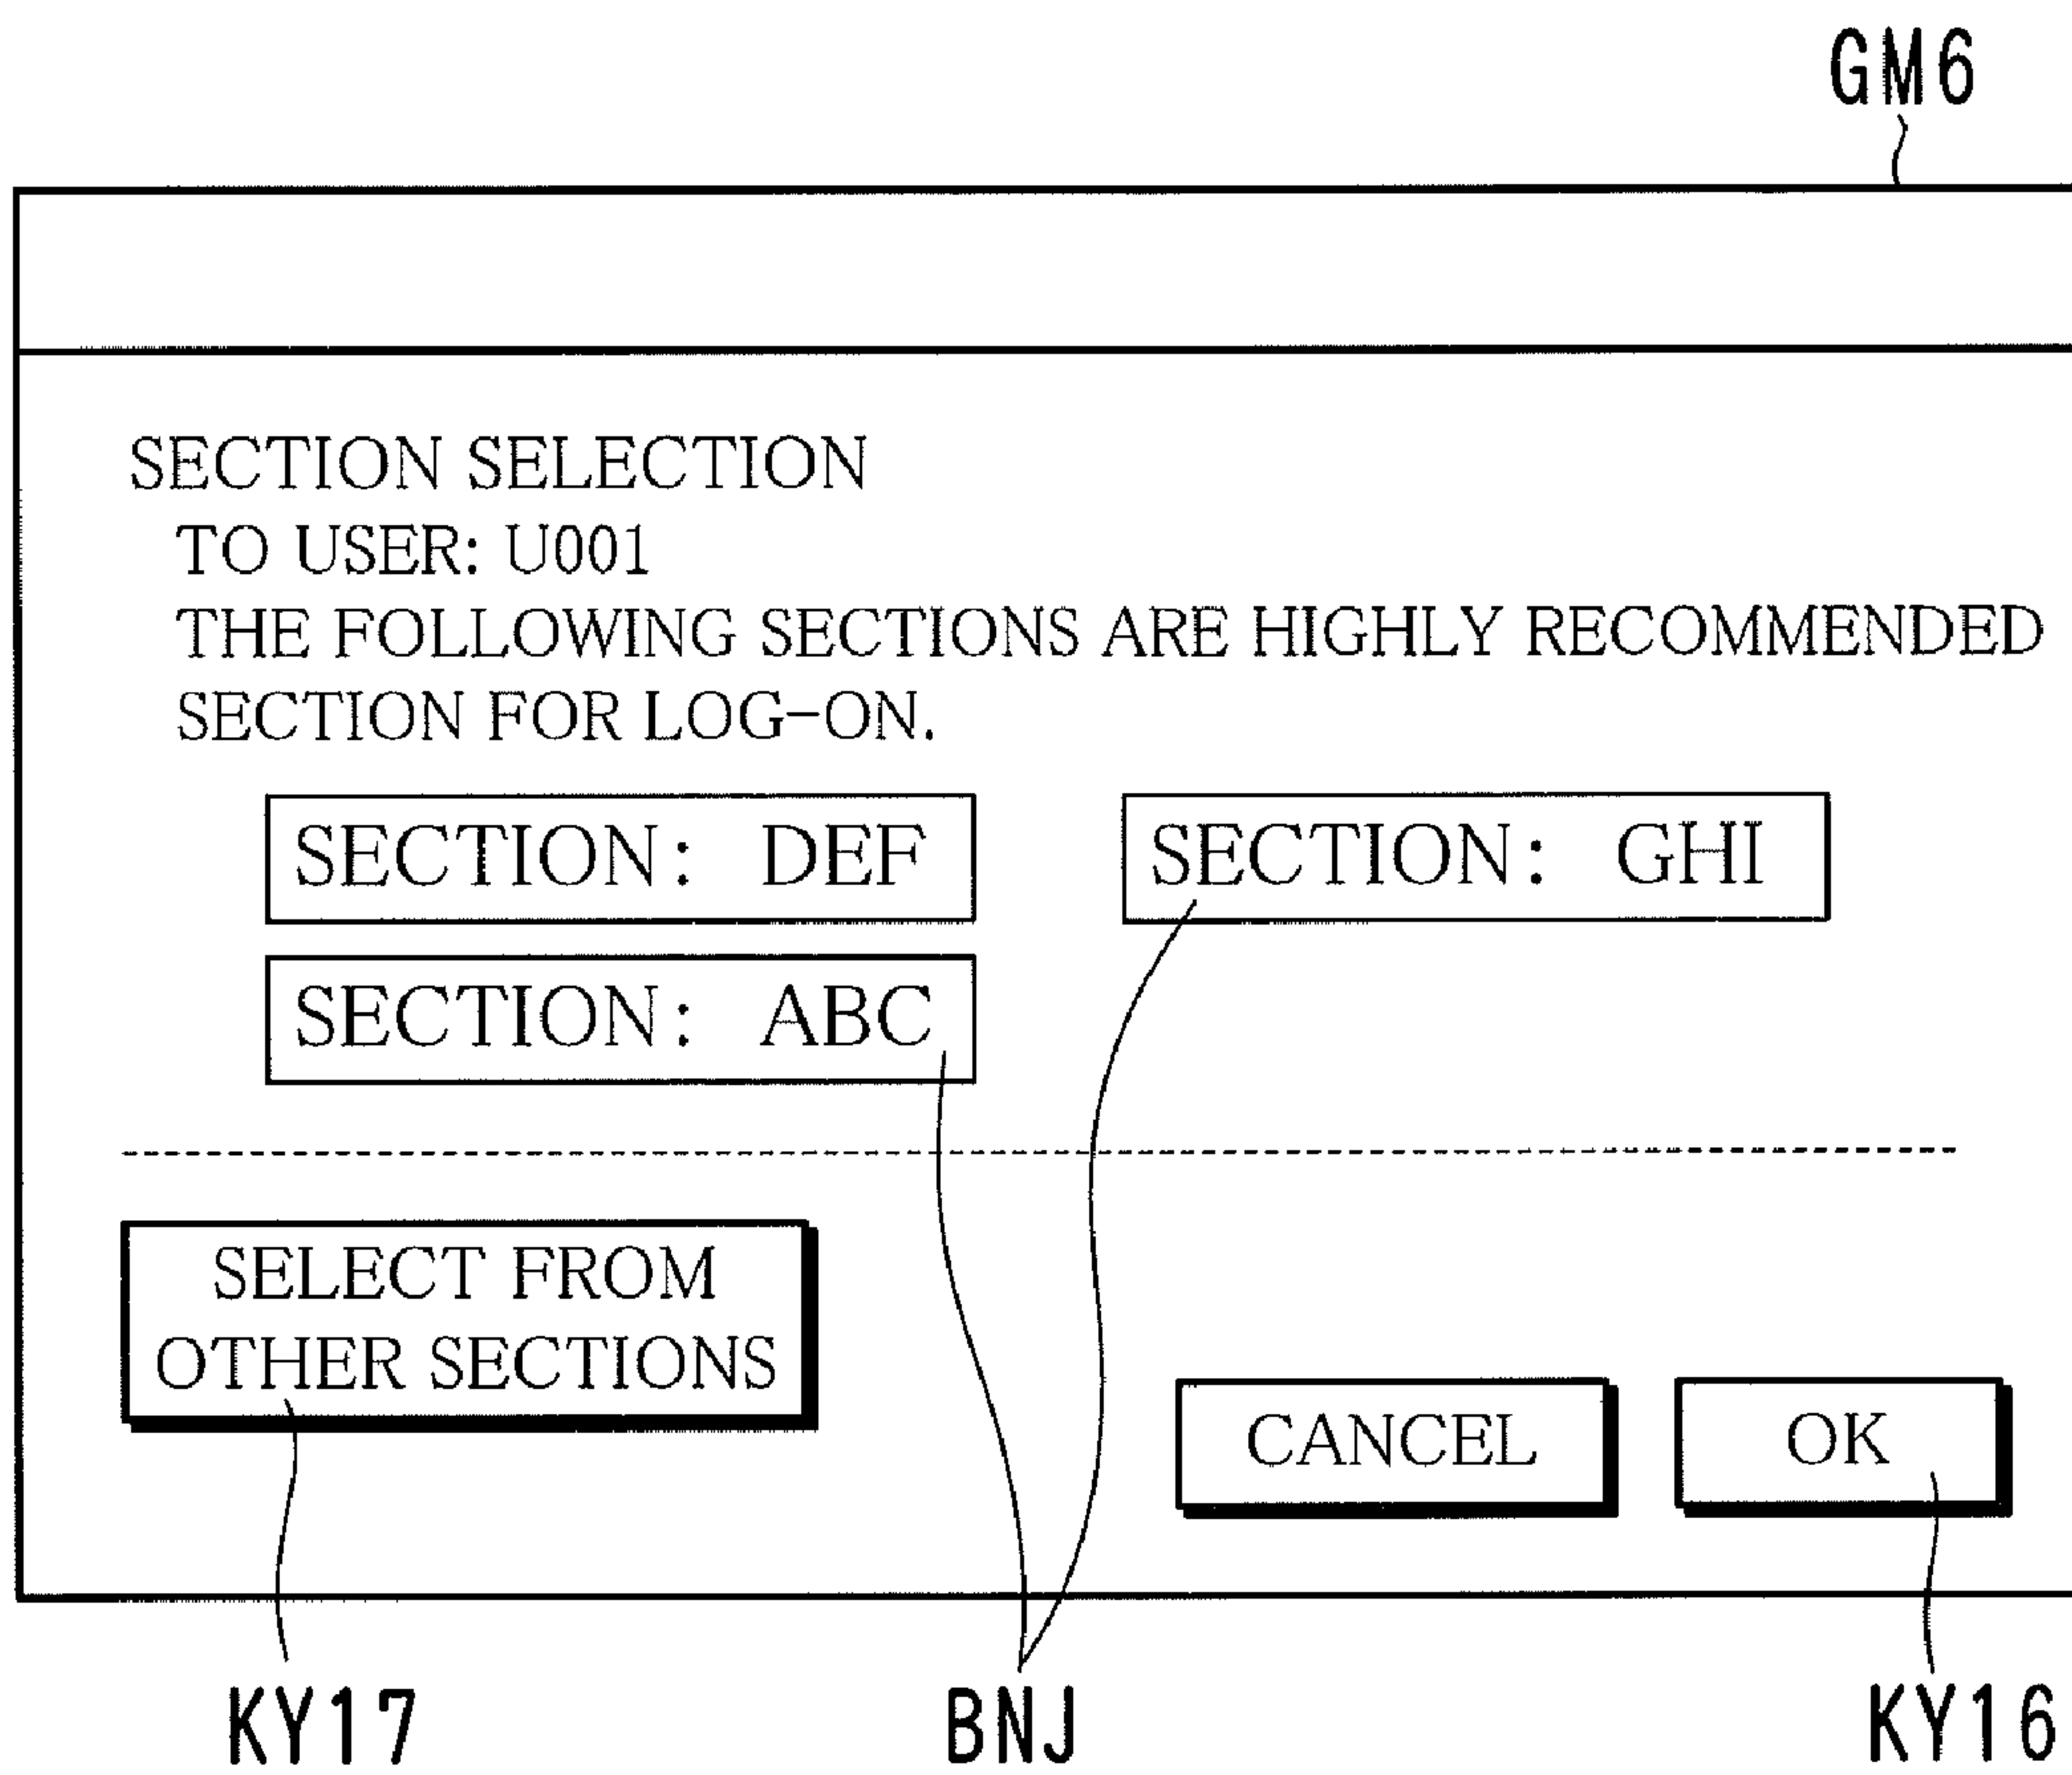 GM6
SECTION SELECTION
TO USER: U001
THE FOLLOWING SECTIONS ARE HIGHLY RECOMMENDED
SECTION FOR LOG-ON.
SECTION: DEF
SECTION: GHI
SECTION: ABC
SELECT FROM
OTHER SECTIONS
CANCEL
OK
KY17
BNJ
KY16